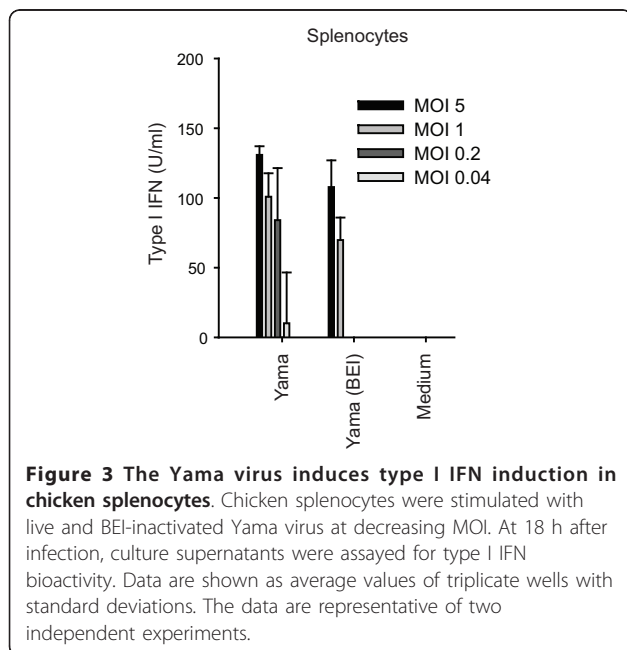 Splenocytes
200
150
100
50
0
Type I IFN (U/ml)
MOI 5
MOI 1
MOI 0.2
MOI 0.04
Yama
Yama (BEI)
Medium
Figure 3 The Yama virus induces type I IFN induction in
chicken splenocytes. Chicken splenocytes were stimulated with
live and BEI-inactivated Yama virus at decreasing MOI. At 18 h after
infection, culture supernatants were assayed for type I IFN
bioactivity. Data are shown as average values of triplicate wells with
standard deviations. The data are representative of two
independent experiments.